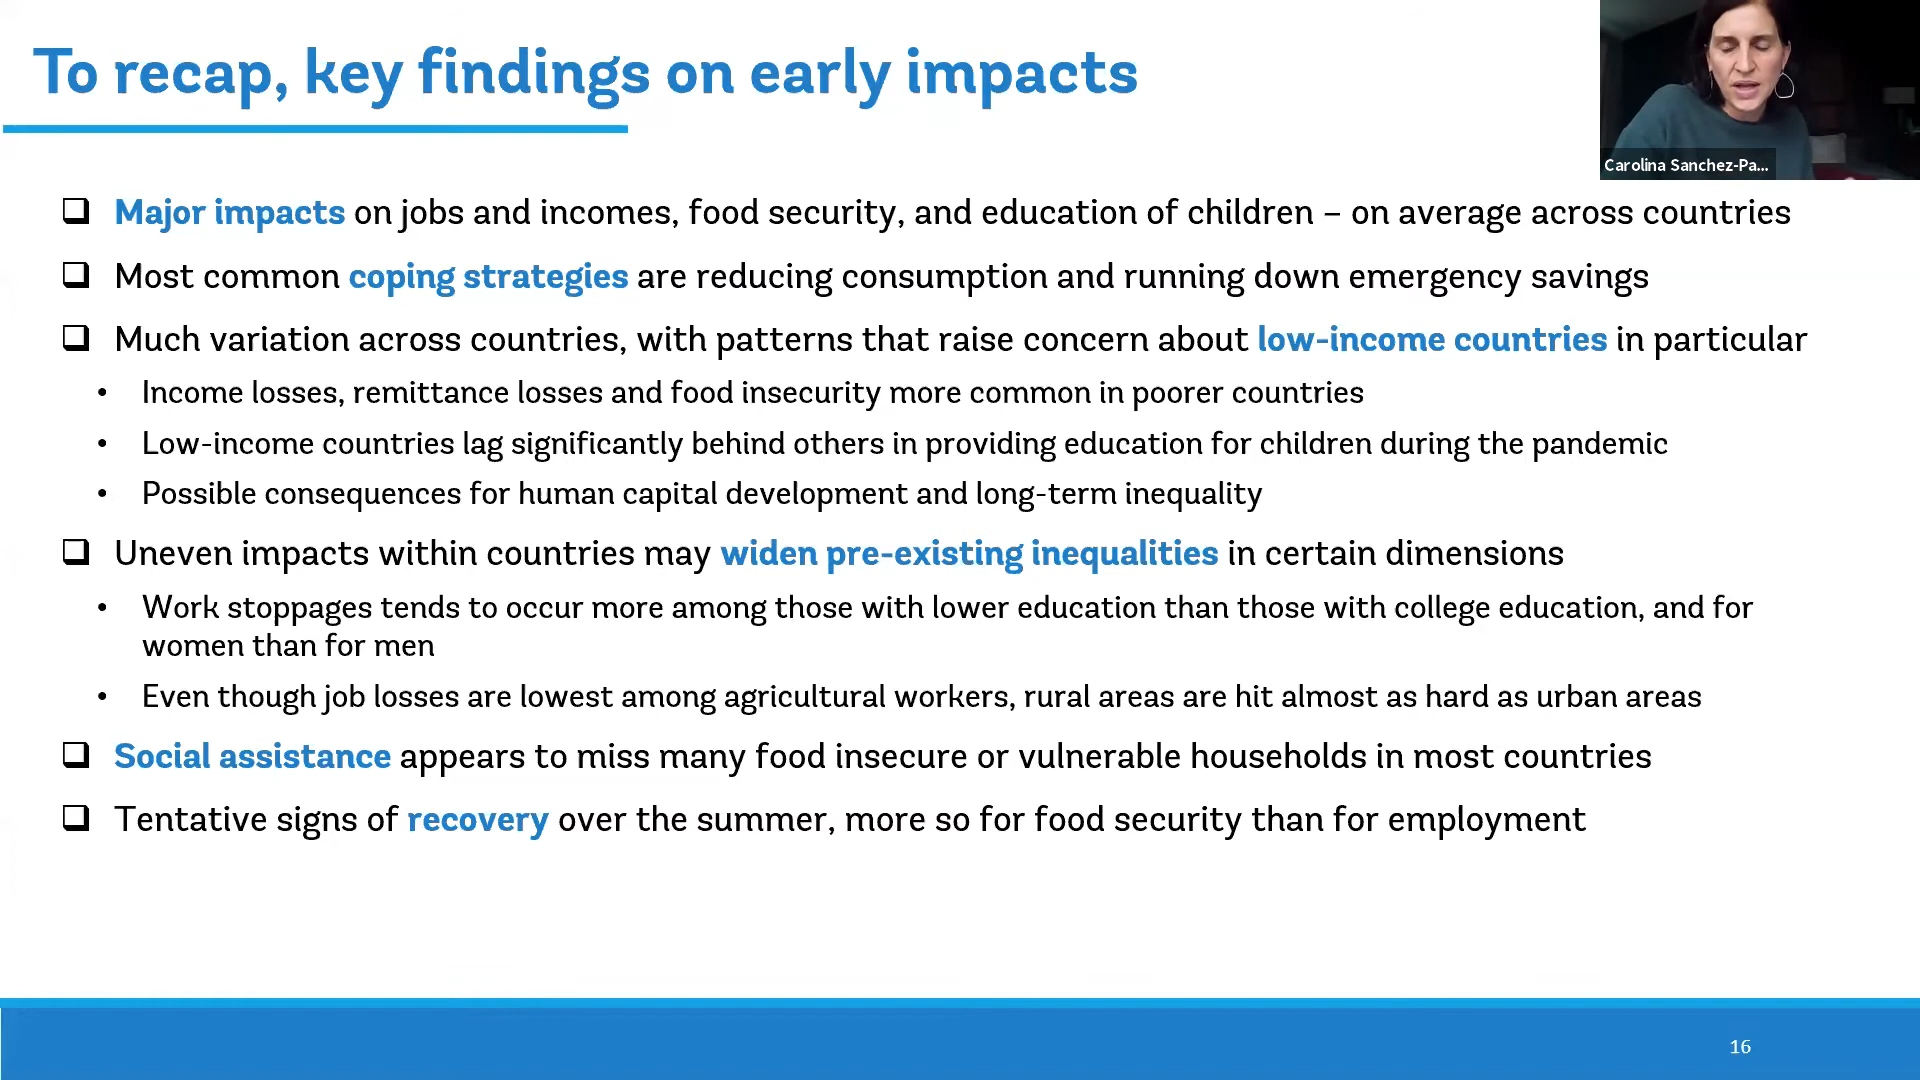 To recap, key findings on early impacts
Carolina Sanchez-Pa...
❑ Major impacts on jobs and incomes, food security, and education of children – on average across countries
❑ Most common coping strategies are reducing consumption and running down emergency savings
❑ Much variation across countries, with patterns that raise concern about low-income countries in particular
• Income losses, remittance losses and food insecurity more common in poorer countries
• Low-income countries lag significantly behind others in providing education for children during the pandemic
• Possible consequences for human capital development and long-term inequality
❑ Uneven impacts within countries may widen pre-existing inequalities in certain dimensions
• Work stoppages tends to occur more among those with lower education than those with college education, and for
women than for men
• Even though job losses are lowest among agricultural workers, rural areas are hit almost as hard as urban areas
❑ Social assistance appears to miss many food insecure or vulnerable households in most countries
❑ Tentative signs of recovery over the summer, more so for food security than for employment
16